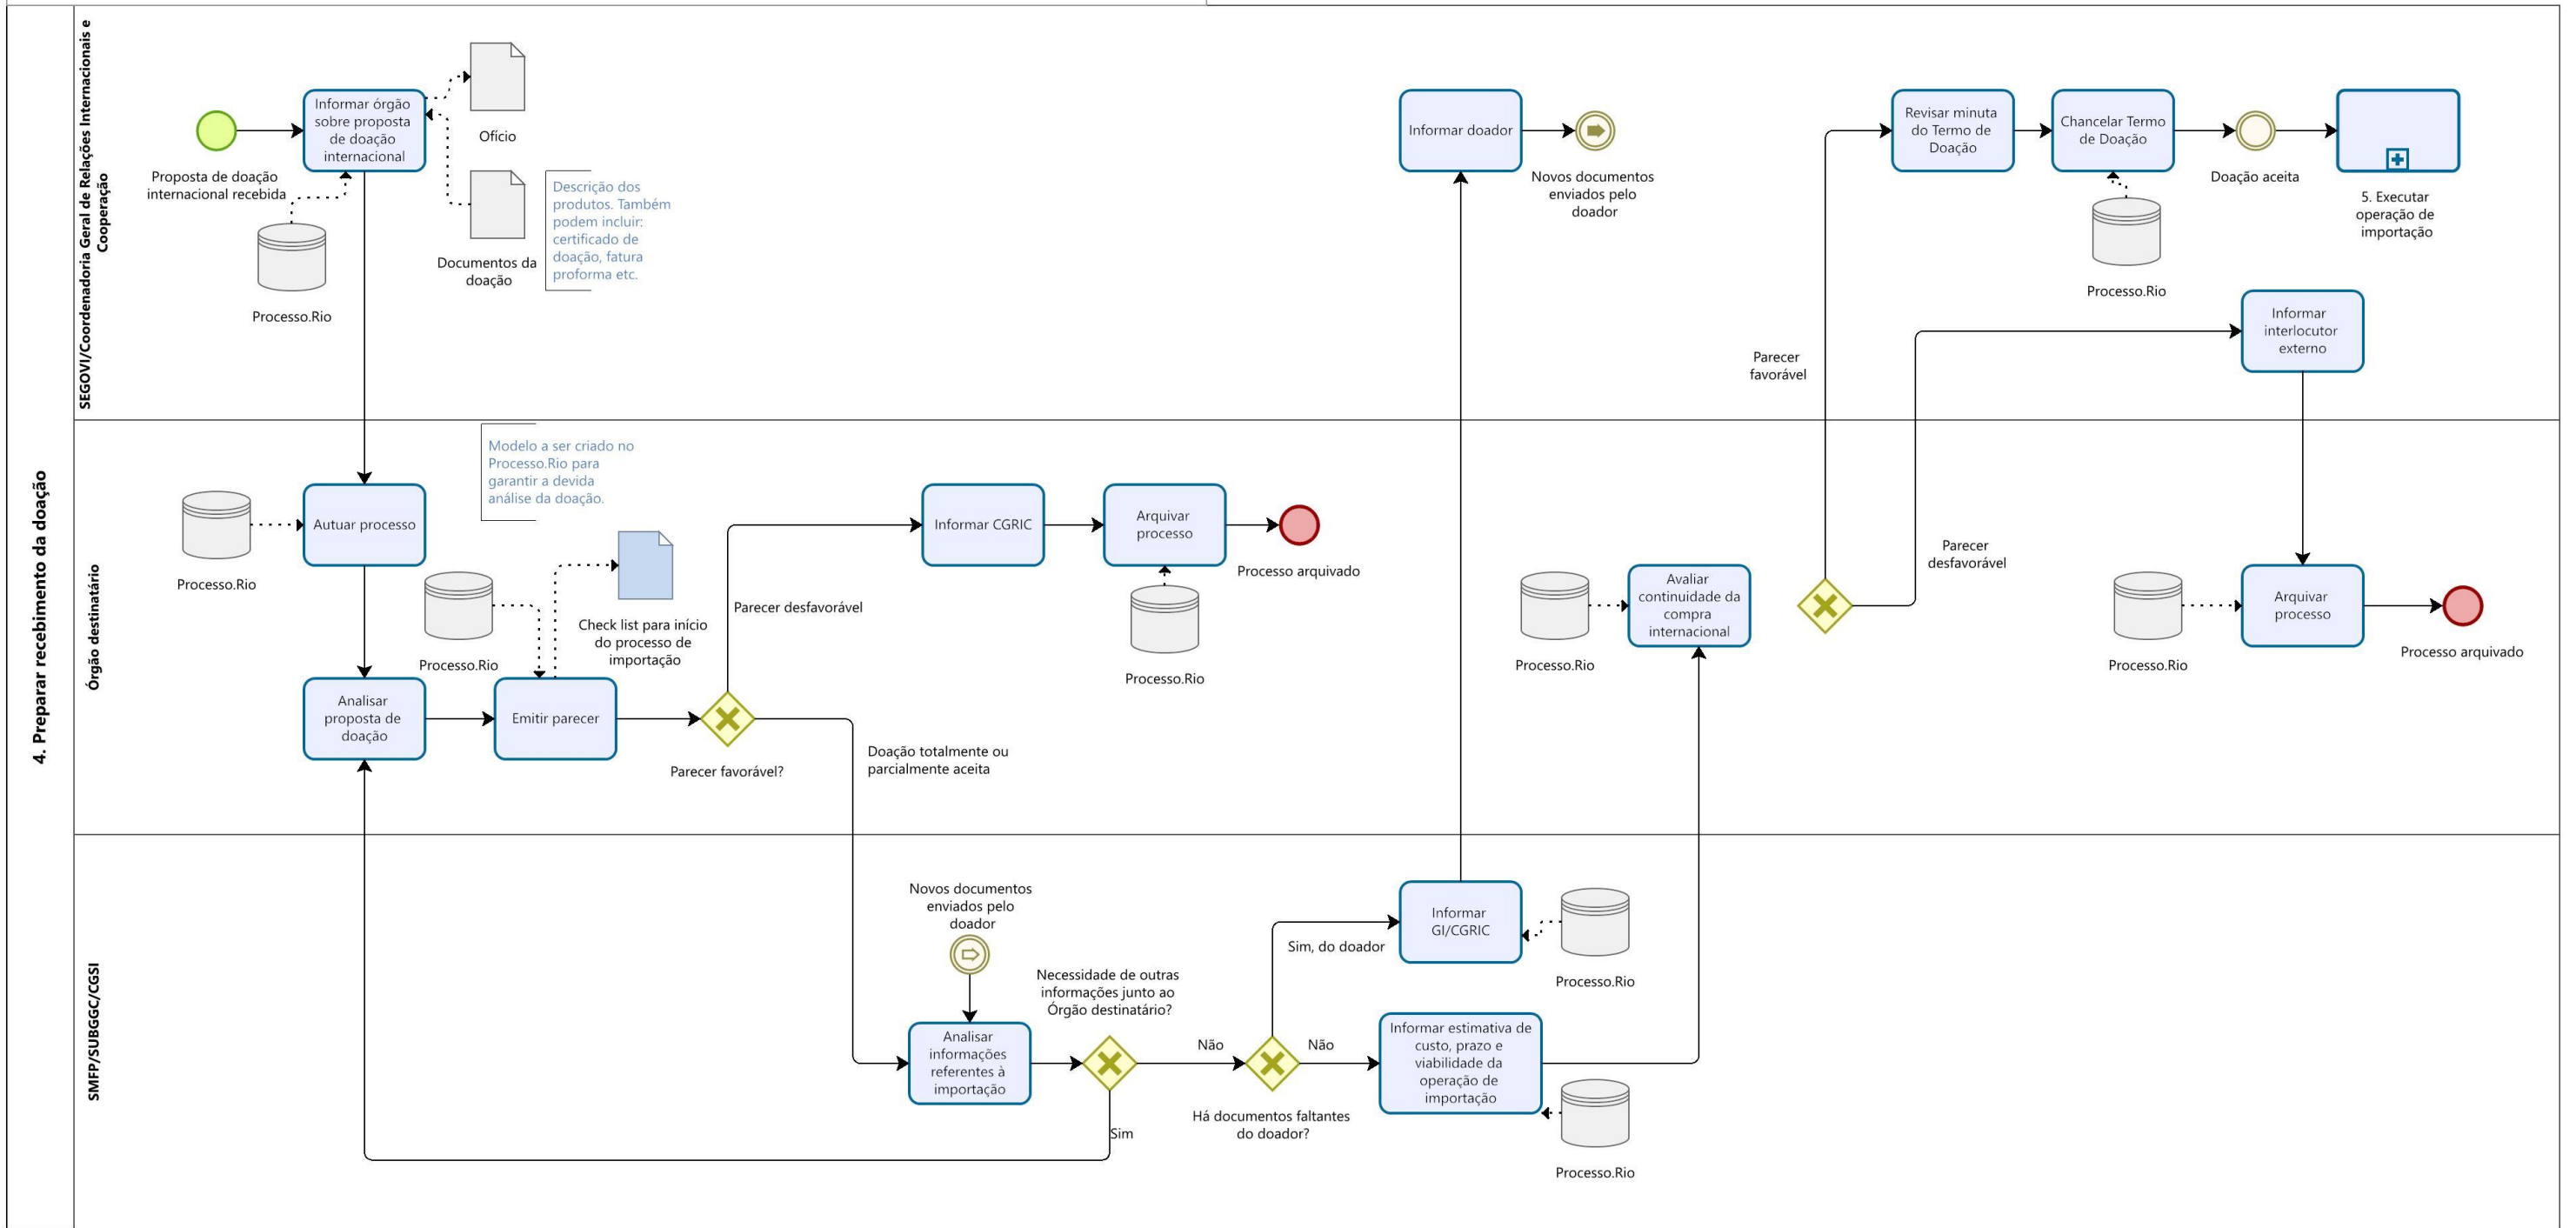 4. Preparar recebimento da doação
SEGOVI/Coordenadoria Geral de Relações Internacionais e
Cooperação
Proposta de doação
internacional recebida
Informar órgão
sobre proposta
de doação
internacional
Processo.Rio
Ofício
Documentos da
doação
Descrição dos
produtos. Também
podem incluir:
certificado de
doação, fatura
proforma etc.
Informar doador
Novos documentos
enviados pelo
doador
Revisar minuta
do Termo de
Doação
Chancelar Termo
de Doação
Processo.Rio
Doação aceita
5. Executar
operação de
importação
Informar
interlocutor
externo
Parecer
favorável
Órgão destinatário
Processo.Rio
Autuar processo
Modelo a ser criado no
Processo.Rio para
garantir a devida
análise da doação.
Processo.Rio
Check list para início
do processo de
importação
Analisar
proposta de
doação
Emitir parecer
Parecer favorável?
Parecer desfavorável
Doação totalmente ou
parcialmente aceita
Informar CGRIC
Arquivar
processo
Processo.Rio
Processo arquivado
Processo.Rio
Avaliar
continuidade da
compra
internacional
Parecer
desfavorável
Processo.Rio
Arquivar
processo
Processo arquivado
SMFP/SUBGGC/CGSI
Novos documentos
enviados pelo
doador
Analisar
informações
referentes à
importação
Necessidade de outras
informações junto ao
Órgão destinatário?
Sim
Não
Há documentos faltantes
do doador?
Sim, do doador
Não
Informar
GI/CGRIC
Processo.Rio
Informar estimativa de
custo, prazo e
viabilidade da
operação de
importação
Processo.Rio